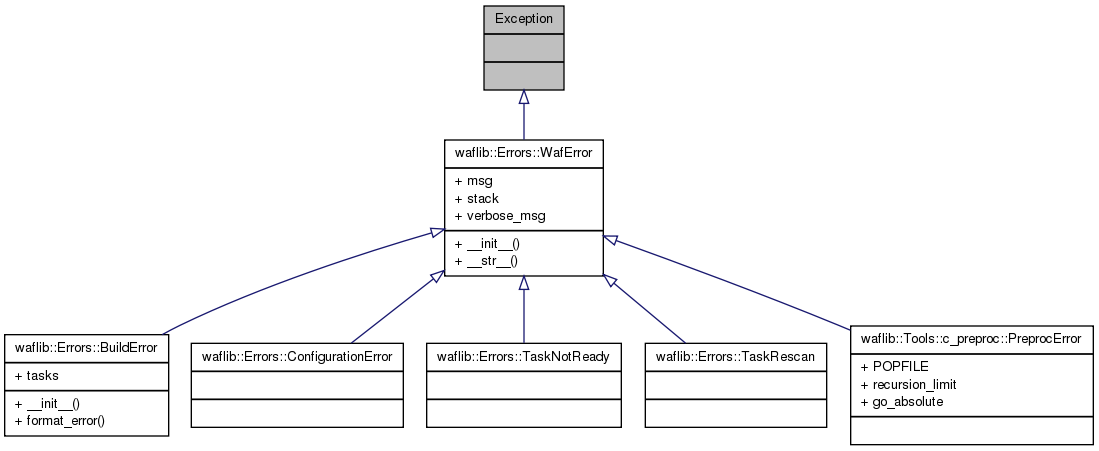 Exception
waflib::Errors::WafError
+ msg
+ stack
+ verbose_msg
+ __init__()
+ __str__()
waflib::Errors::BuildError
+ tasks
+ __init__()
+ format_error()
waflib::Errors::ConfigurationError
waflib::Errors::TaskNotReady
waflib::Errors::TaskRescan
waflib::Tools::c_preproc::PreprocError
+ POPFILE
+ recursion_limit
+ go_absolute